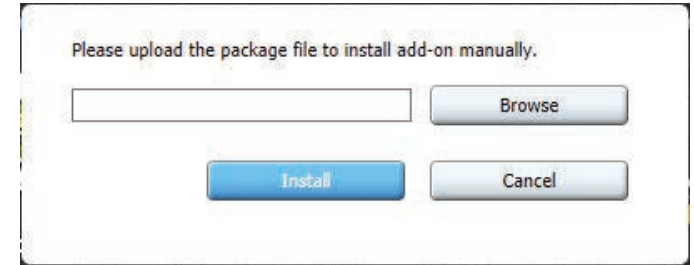 Please upload the package file to install add-on manually.
Browse
Install
Cancel